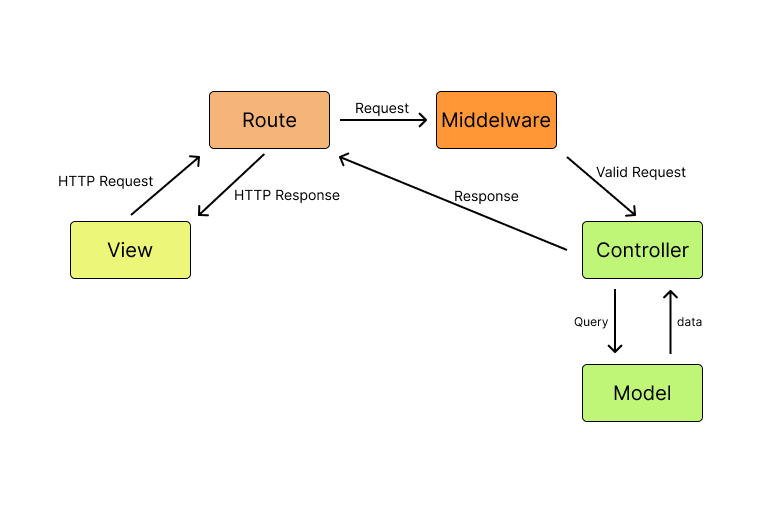 Request
Route
Middelware
HTTP Request
HTTP Response
Valid Request
Response
View
Controller
Query
data
Model